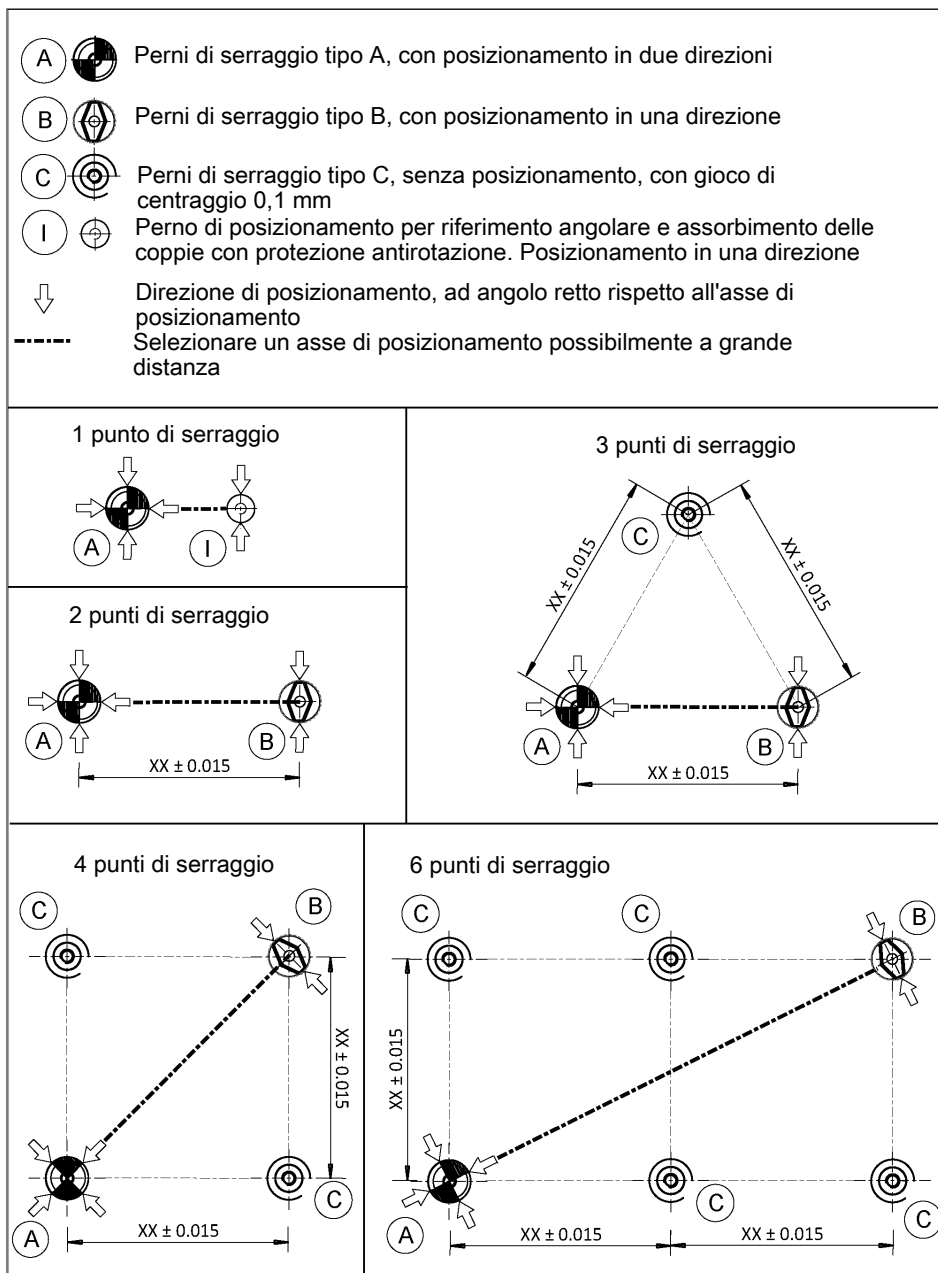 A Perni di serraggio tipo A, con posizionamento in due direzioni
B Perni di serraggio tipo B, con posizionamento in una direzione
C Perni di serraggio tipo C, senza posizionamento, con gioco di
centraggio 0,1 mm
I Perno di posizionamento per riferimento angolare e assorbimento delle
coppie con protezione antirotazione. Posizionamento in una direzione
Direzione di posizionamento, ad angolo retto rispetto all'asse di
posizionamento
Selezionare un asse di posizionamento possibilmente a grande
distanza
1 punto di serraggio
A I
2 punti di serraggio
A B
XX ± 0.015
3 punti di serraggio
C
XX ± 0.015
XX ± 0.015
A B
XX ± 0.015
4 punti di serraggio
C B
XX ± 0.015
A C
XX ± 0.015
6 punti di serraggio
C C B
XX ± 0.015
A C C
XX ± 0.015 XX ± 0.015